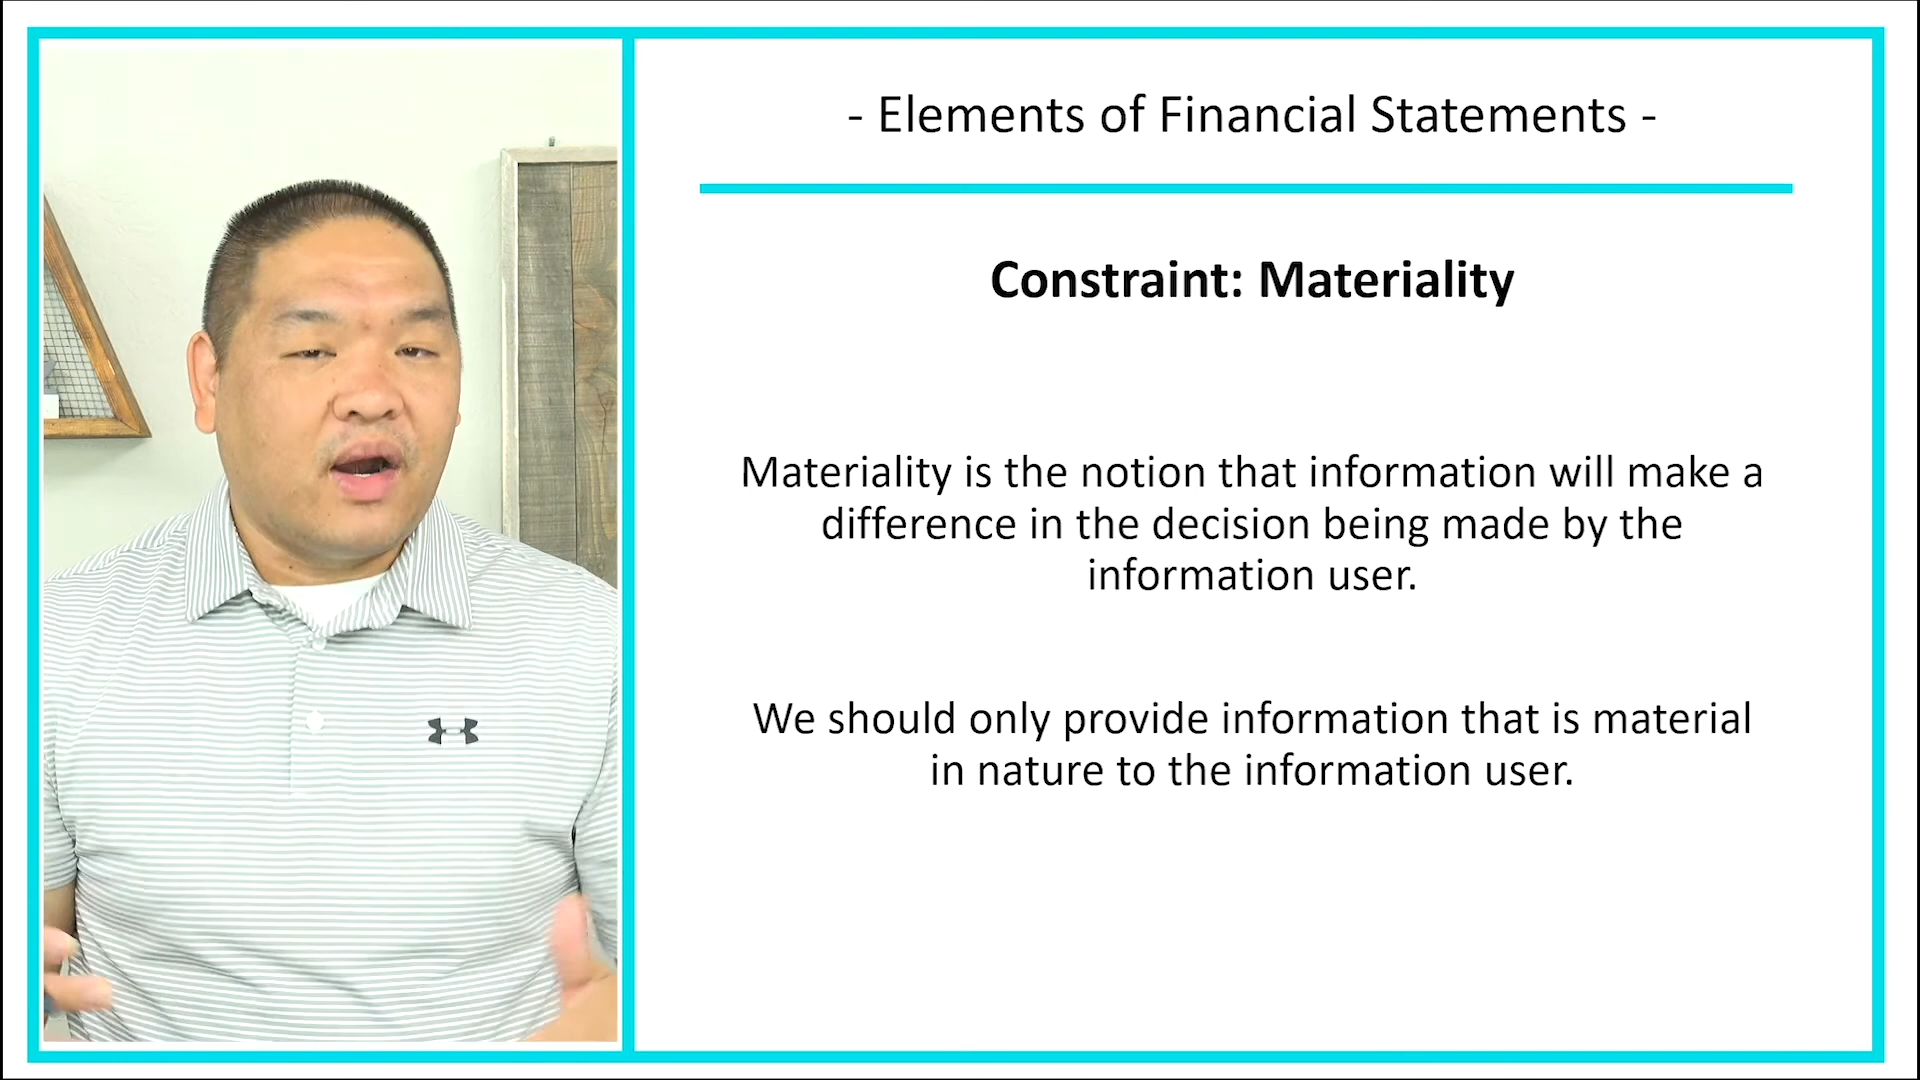 - Elements of Financial Statements -
Constraint: Materiality
Materiality is the notion that information will make a
difference in the decision being made by the
information user.
We should only provide information that is material
in nature to the information user.